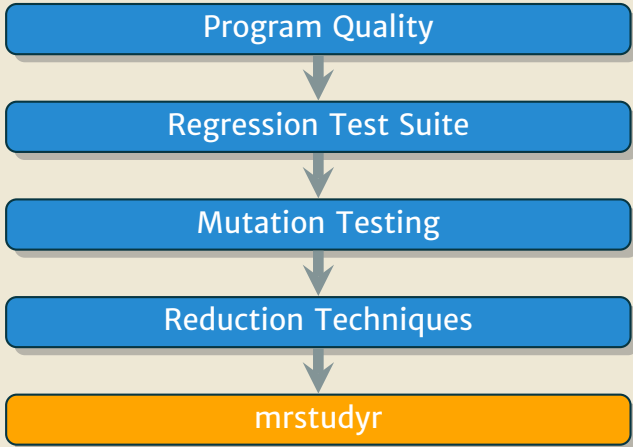 Program Quality
Regression Test Suite
Mutation Testing
Reduction Techniques
mrstudyr